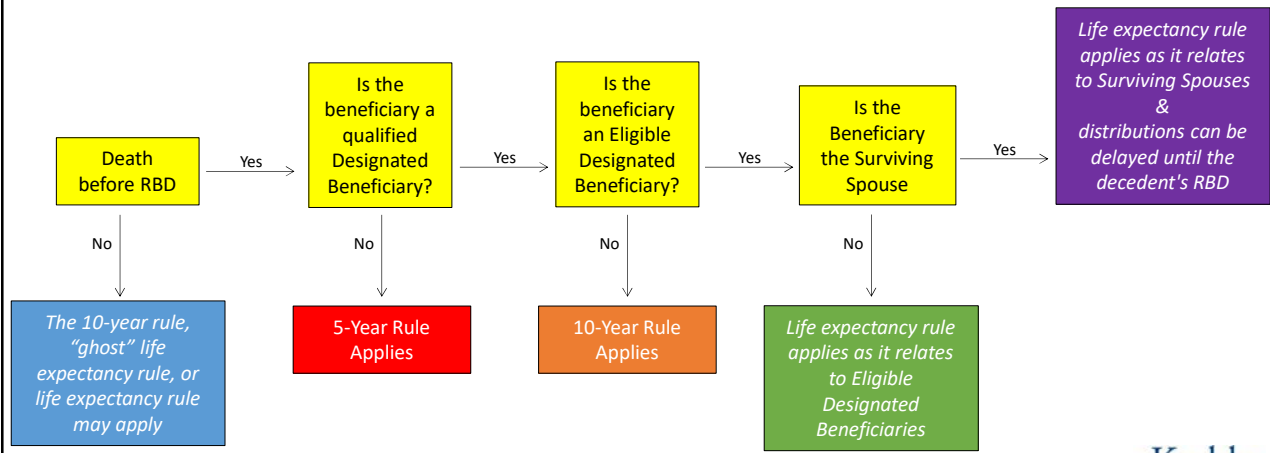 Death
before RBD
Yes
Is the
beneficiary a
qualified
Designated
Beneficiary?
Yes
Is the
beneficiary
an Eligible
Designated
Beneficiary?
Yes
Is the
Beneficiary
the Surviving
Spouse
Yes
Life expectancy rule
applies as it relates
to Surviving Spouses
&
distributions can be
delayed until the
decedent's RBD
No
No
No
No
The 10-year rule,
“ghost” life
expectancy rule, or
life expectancy rule
may apply
5-Year Rule
Applies
10-Year Rule
Applies
Life expectancy rule
applies as it relates
to Eligible
Designated
Beneficiaries